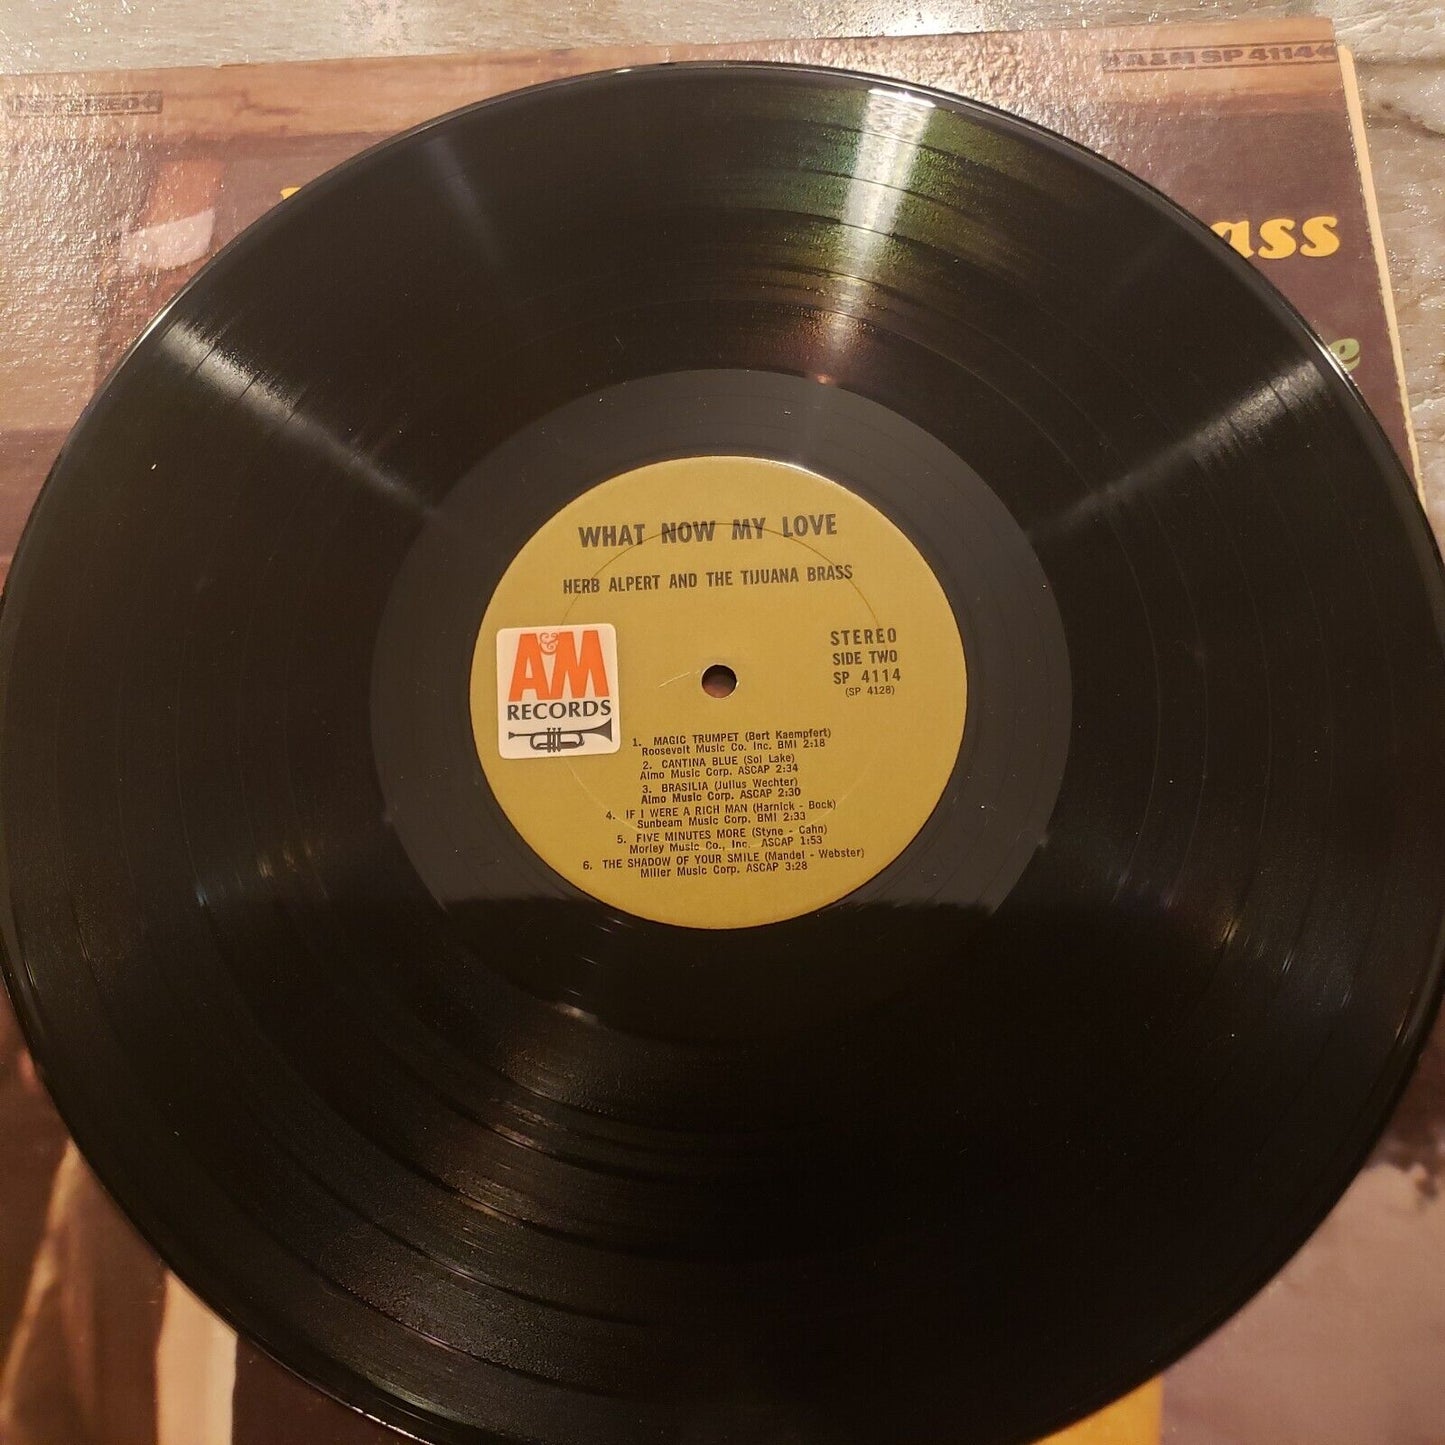 STEREO
A&M SP 4114
ass
e
WHAT NOW MY LOVE
HERB ALPERT AND THE TIJUANA BRASS
A&M
RECORDS
STEREO
SIDE TWO
SP 4114
(SP 4128)
1. MAGIC TRUMPET (Bert Kaempfert)
Roosevelt Music Co. Inc. BMI 2:18
2. CANTINA BLUE (Sol Lake)
Almo Music Corp. ASCAP 2:34
3. BRASILIA (Julius Wechter)
Almo Music Corp. ASCAP 2:30
4. IF I WERE A RICH MAN (Harnick - Bock)
Sunbeam Music Corp. BMI 2:33
5. FIVE MINUTES MORE (Styne - Cahn)
Morley Music Co., Inc. ASCAP 1:53
6. THE SHADOW OF YOUR SMILE (Mandel - Webster)
Miller Music Corp. ASCAP 3:28